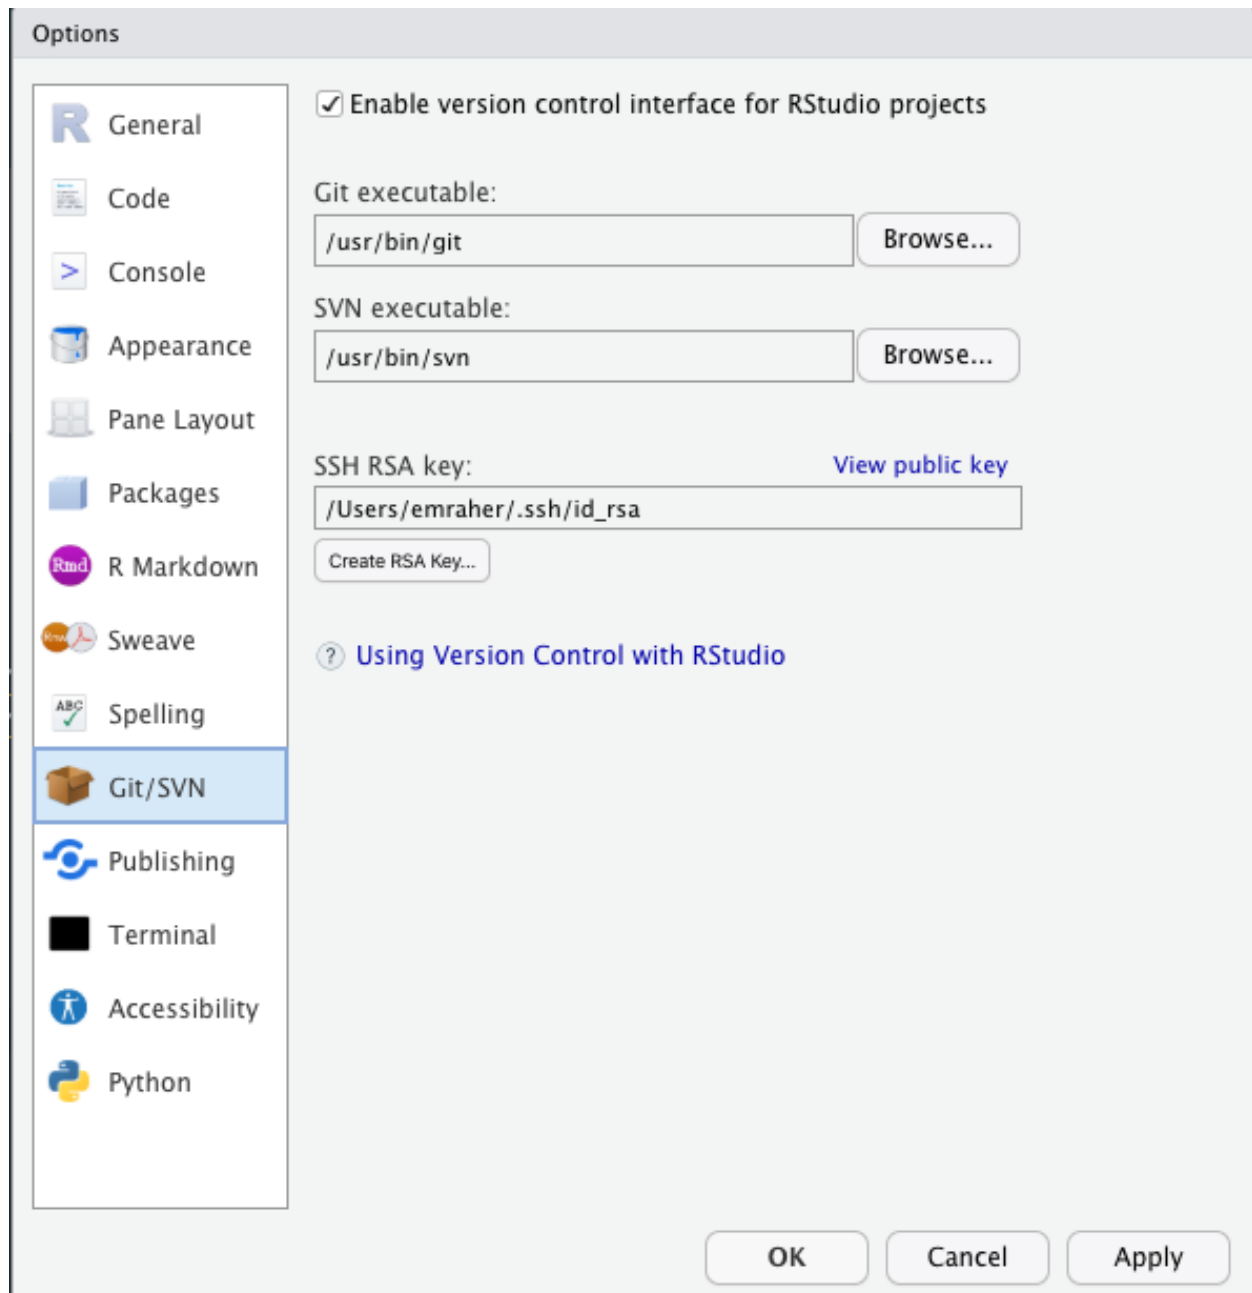 Options
General
Code
>
Console
Appearance
Pane Layout
Packages
Rmd
R Markdown
Rnw
Sweave
ABC
Spelling
Git/SVN
Publishing
Terminal
Accessibility
Python
Enable version control interface for RStudio projects
Git executable:
/usr/bin/git
Browse...
SVN executable:
/usr/bin/svn
Browse...
SSH RSA key:
View public key
/Users/emraher/.ssh/id_rsa
Create RSA Key...
? Using Version Control with RStudio
OK
Cancel
Apply